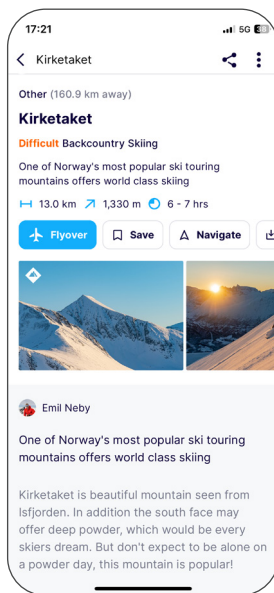 17:21
5G
Kirketaket
Other (160.9 km away)
Kirketaket
Difficult Backcountry Skiing
One of Norway's most popular ski touring
mountains offers world class skiing
13.0 km 1,330 m 6 - 7 hrs
Flyover Save Navigate
Emil Neby
One of Norway's most popular ski touring
mountains offers world class skiing
Kirketaket is beautiful mountain seen from
Isfjorden. In addition the south face may
offer deep powder, which would be every
skiers dream. But don't expect to be alone on
a powder day, this mountain is popular!